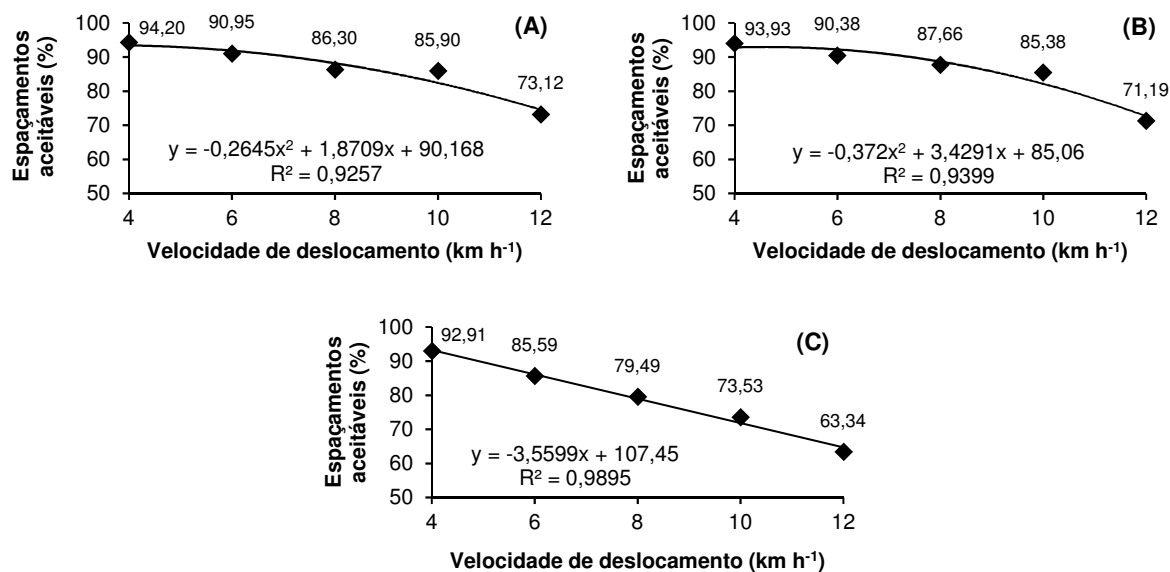 (A)
Espaçamentos
aceitáveis (%)
100
90
80
70
60
50
94,20
90,95
86,30
85,90
73,12
y = -0,2645x² + 1,8709x + 90,168
R² = 0,9257
4 6 8 10 12
Velocidade de deslocamento (km h⁻¹)
(B)
Espaçamentos
aceitáveis (%)
100
90
80
70
60
50
93,93
90,38
87,66
85,38
71,19
y = -0,372x² + 3,4291x + 85,06
R² = 0,9399
4 6 8 10 12
Velocidade de deslocamento (km h⁻¹)
(C)
Espaçamentos
aceitáveis (%)
100
90
80
70
60
50
92,91
85,59
79,49
73,53
63,34
y = -3,5599x + 107,45
R² = 0,9895
4 6 8 10 12
Velocidade de deslocamento (km h⁻¹)